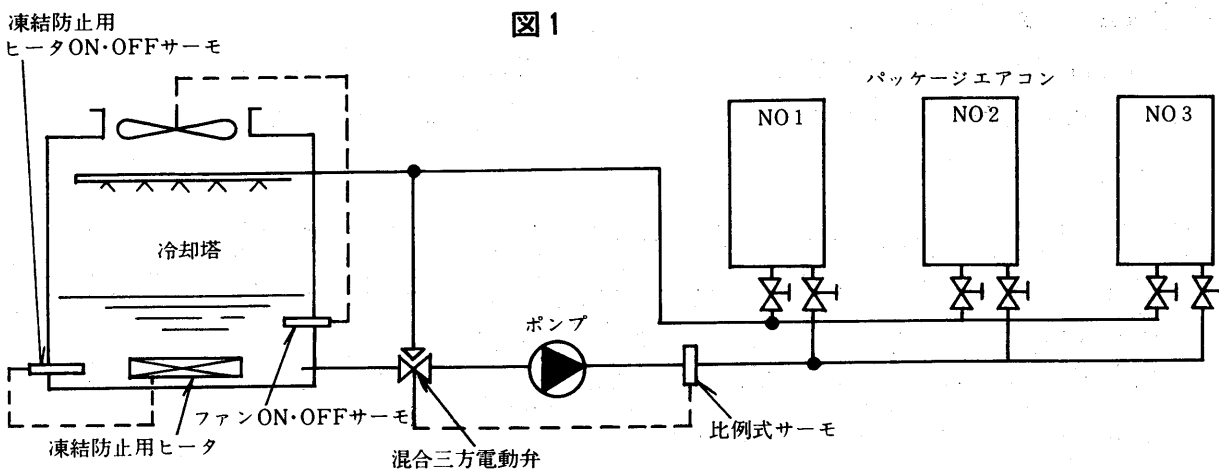 図1
凍結防止用
ヒータON・OFFサーモ
パッケージエアコン
NO1
NO2
NO3
冷却塔
ポンプ
ファンON・OFFサーモ
凍結防止用ヒータ
混合三方電動弁
比例式サーモ